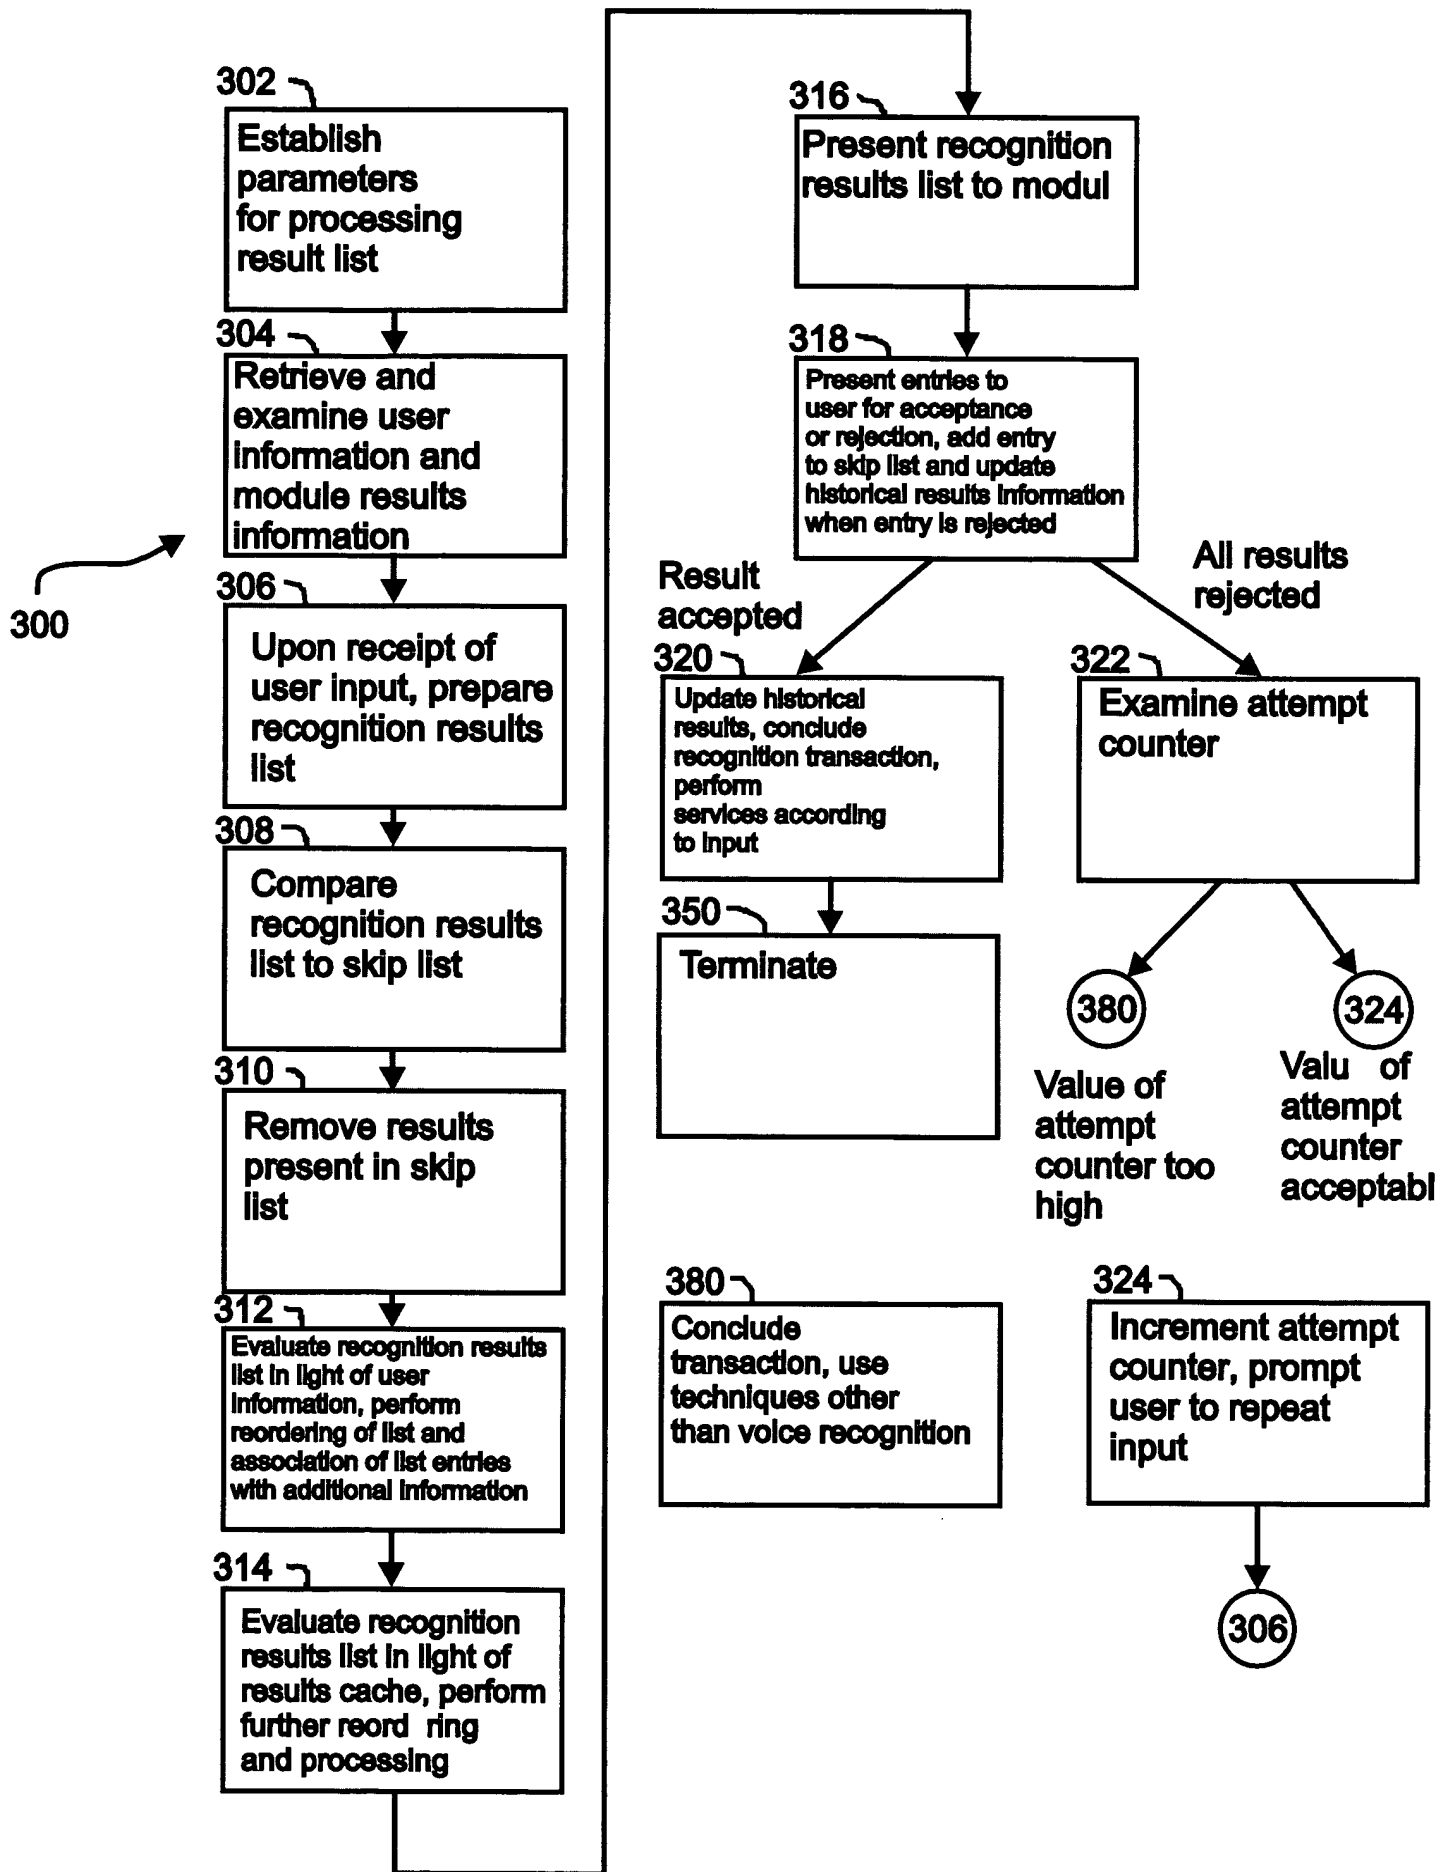 302
Establish
parameters
for processing
result list
304
Retrieve and
examine user
information and
module results
information
300
306
Upon receipt of
user input, prepare
recognition results
list
308
Compare
recognition results
list to skip list
310
Remove results
present in skip
list
312
Evaluate recognition results
list in light of user
information, perform
reordering of list and
association of list entries
with additional information
314
Evaluate recognition
results list in light of
results cache, perform
further reord ring
and processing
316
Present recognition
results list to modul
318
Present entries to
user for acceptance
or rejection, add entry
to skip list and update
historical results information
when entry is rejected
Result
accepted
All results
rejected
320
Update historical
results, conclude
recognition transaction,
perform
services according
to input
322
Examine attempt
counter
350
Terminate
380
324
Value of
attempt
counter too
high
Valu of
attempt
counter
acceptabl
380
Conclude
transaction, use
techniques other
than voice recognition
324
Increment attempt
counter, prompt
user to repeat
input
306